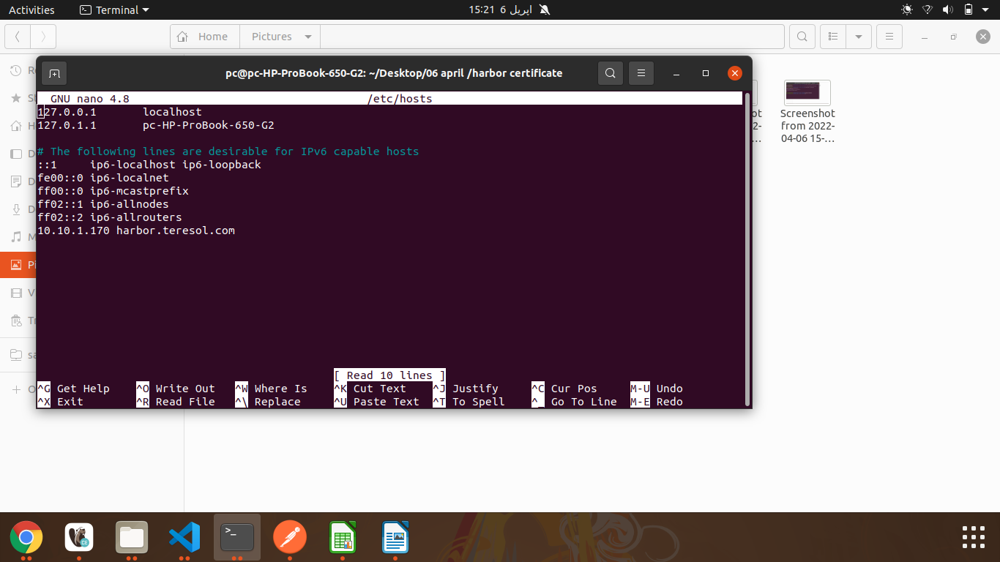 Activities Terminal 15:21 6 اپریل
Home Pictures
pc@pc-HP-ProBook-650-G2: ~/Desktop/06 april /harbor certificate
GNU nano 4.8 /etc/hosts
127.0.0.1 localhost
127.0.1.1 pc-HP-ProBook-650-G2
# The following lines are desirable for IPv6 capable hosts
::1 ip6-localhost ip6-loopback
fe00::0 ip6-localnet
ff00::0 ip6-mcastprefix
ff02::1 ip6-allnodes
ff02::2 ip6-allrouters
10.10.1.170 harbor.teresol.com
[ Read 10 lines ]
^G Get Help ^O Write Out ^W Where Is ^K Cut Text ^J Justify ^C Cur Pos M-U Undo
^X Exit ^R Read File ^\ Replace ^U Paste Text ^T To Spell ^_ Go To Line M-E Redo
Screenshot
from 2022-
04-06 15-…